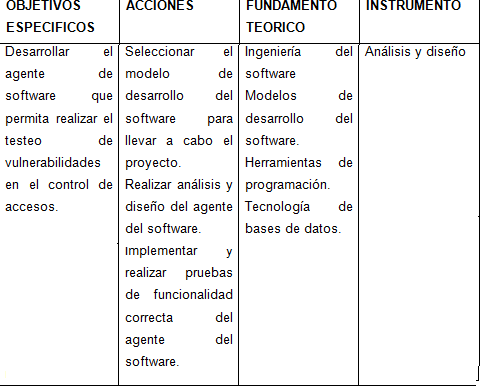 OBJETIVOS
ESPECIFICOS
ACCIONES
FUNDAMENTO
TEORICO
INSTRUMENTO
Desarrollar el
agente de
software que
permita realizar el
testeo de
vulnerabilidades
en el control de
accesos.
Seleccionar el
modelo de
desarrollo del
software para
llevar a cabo el
proyecto.
Realizar análisis y
diseño del agente
del software.
Implementar y
realizar pruebas
de funcionalidad
correcta del
agente del
software.
Ingeniería del
software
Modelos de
desarrollo del
software.
Herramientas de
programación.
Tecnología de
bases de datos.
Análisis y diseño